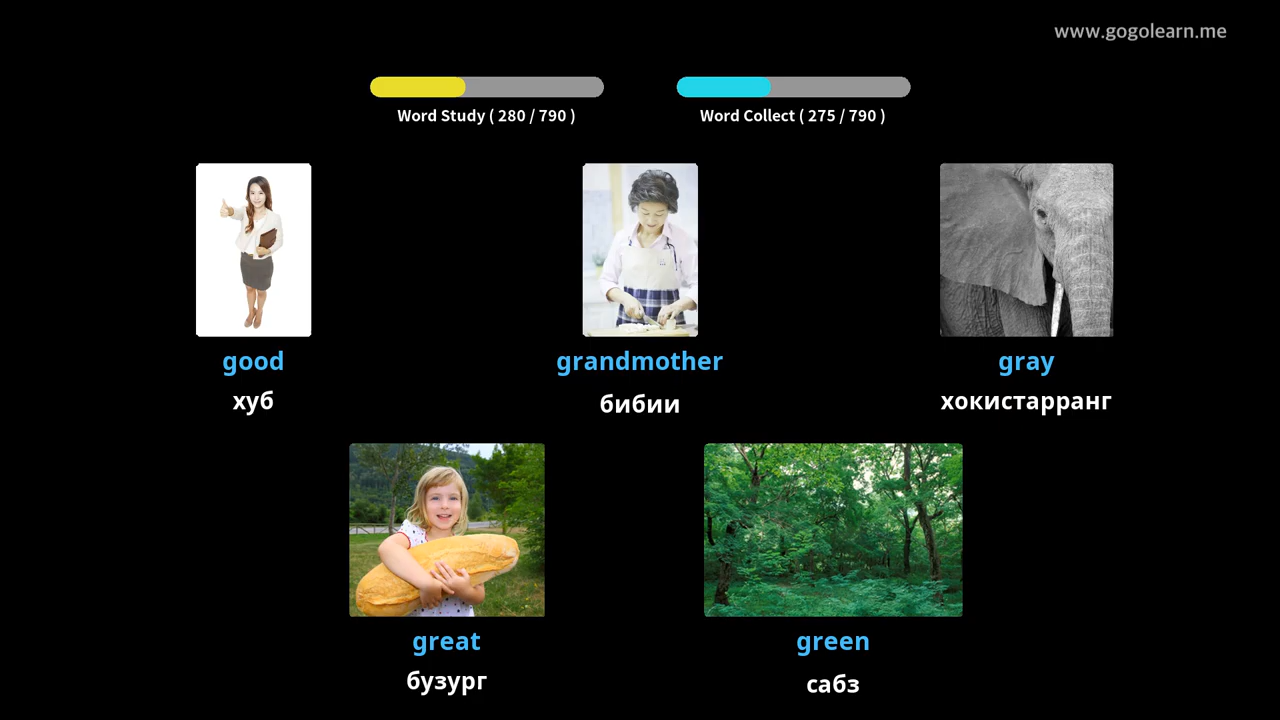 www.gogolearn.me
Word Study ( 280 / 790 )
Word Collect ( 275 / 790 )
good
хуб
grandmother
бибии
gray
хокистарранг
great
бузург
green
сабз